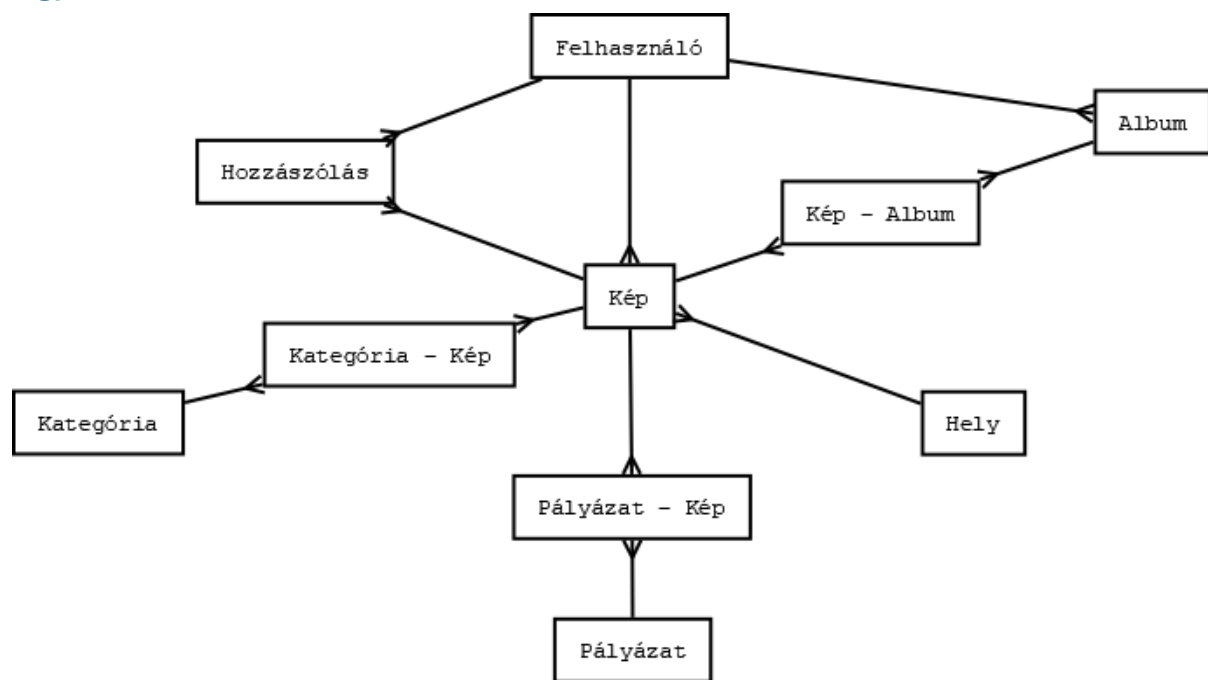 Felhasználó
Album
Hozzászólás
Kép – Album
Kép
Kategória – Kép
Kategória
Hely
Pályázat – Kép
Pályázat